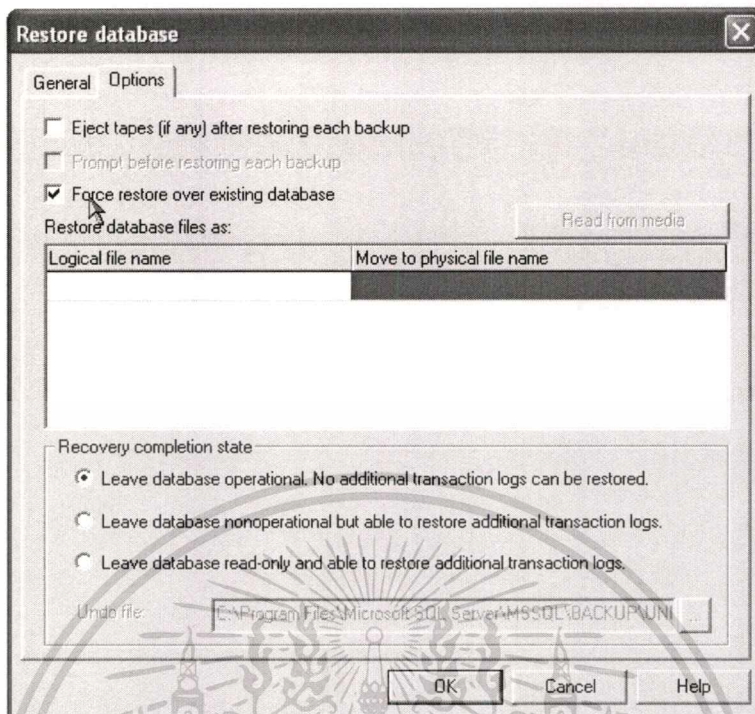 Restore database
General Options
Eject tapes (if any) after restoring each backup
Prompt before restoring each backup
Force restore over existing database
Restore database files as:
Read from media
Logical file name Move to physical file name
Recovery completion state
Leave database operational. No additional transaction logs can be restored.
Leave database nonoperational but able to restore additional transaction logs.
Leave database read-only and able to restore additional transaction logs.
Undo file: C:\Program Files\Microsoft SQL Server\MSSQL\BACKUP\UNI ...
OK Cancel Help